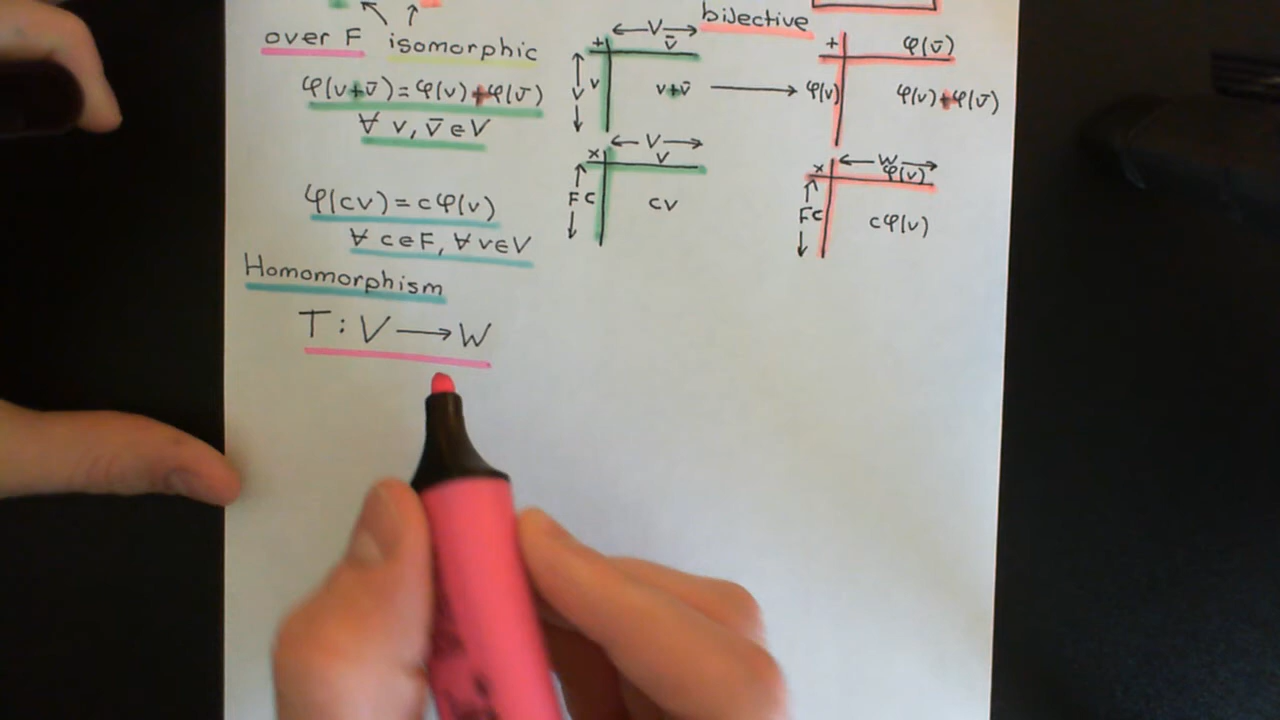 over F isomorphic
φ(v+v̄)=φ(v)+φ(v̄)
∀ v, v̄ ∈ V
φ(cv)=cφ(v)
∀ c∈F, ∀ v∈V
Homomorphism
T: V → W
bijective
← V →
+ v̄
↑ V ↓ v v+v̄ →
+ φ(v̄)
φ(v) φ(v)+φ(v̄)
← V →
x v
↑ F ↓ c cv
← W →
x φ(v)
↑ F ↓ c cφ(v)